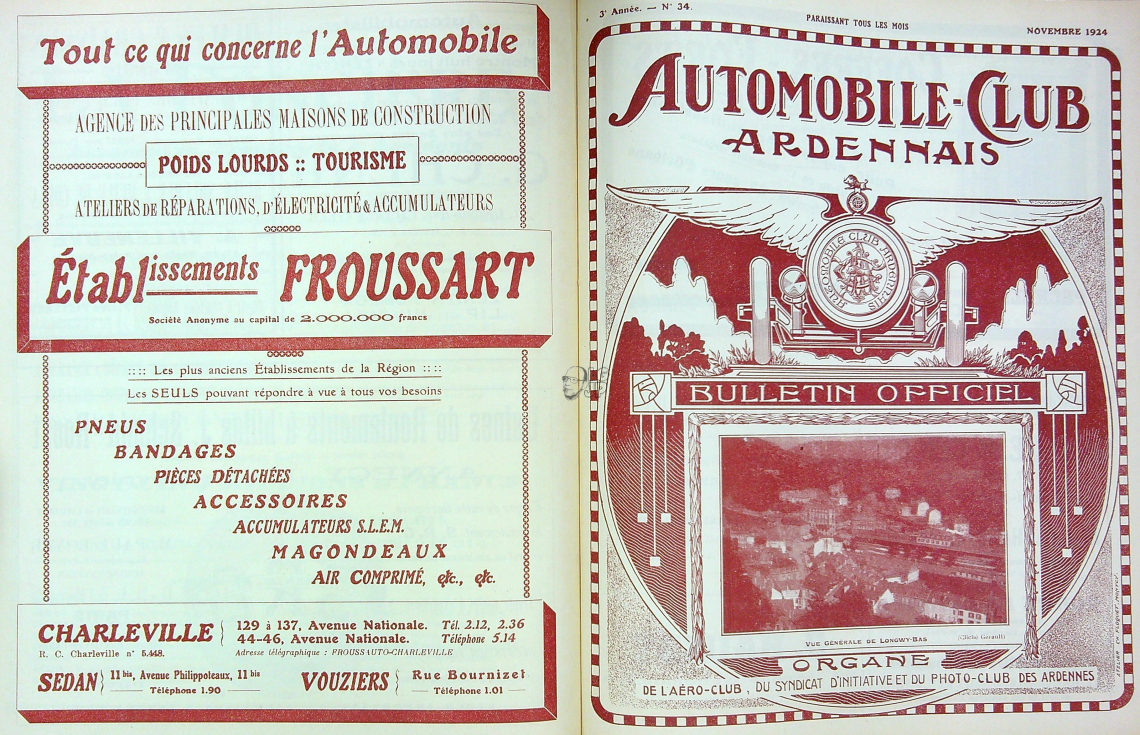 Tout ce qui concerne l'Automobile
AGENCE DES PRINCIPALES MAISONS DE CONSTRUCTION
POIDS LOURDS :: TOURISME
ATELIERS DE RÉPARATIONS, D'ÉLECTRICITÉ & ACCUMULATEURS
Établissements FROUSSART
Société Anonyme au capital de 2.000.000 francs
:::: Les plus anciens Établissements de la Région ::::
Les SEULS pouvant répondre à vue à tous vos besoins
PNEUS
BANDAGES
PIÈCES DÉTACHÉES
ACCESSOIRES
ACCUMULATEURS S.L.E.M.
MAGONDEAUX
AIR COMPRIMÉ, etc., etc.
CHARLEVILLE
R. C. Charleville n° 5.448.
129 à 137, Avenue Nationale. Tél. 2.12, 2.36
44-46, Avenue Nationale. Téléphone 5.14
Adresse télégraphique : FROUSSAUTO-CHARLEVILLE
SEDAN
11 bis, Avenue Philippoteaux, 11 bis
Téléphone 1.90
VOUZIERS
Rue Bournizet
Téléphone 1.01
3e Année. — N° 34.
PARAISSANT TOUS LES MOIS
NOVEMBRE 1924
AUTOMOBILE-CLUB
ARDENNAIS
AUTOMOBILE CLUB ARDENNAIS
BULLETIN OFFICIEL
VUE GÉNÉRALE DE LONGWY-BAS
(Cliché Gérault)
ORGANE
DE L'AÉRO-CLUB, DU SYNDICAT D'INITIATIVE ET DU PHOTO-CLUB DES ARDENNES